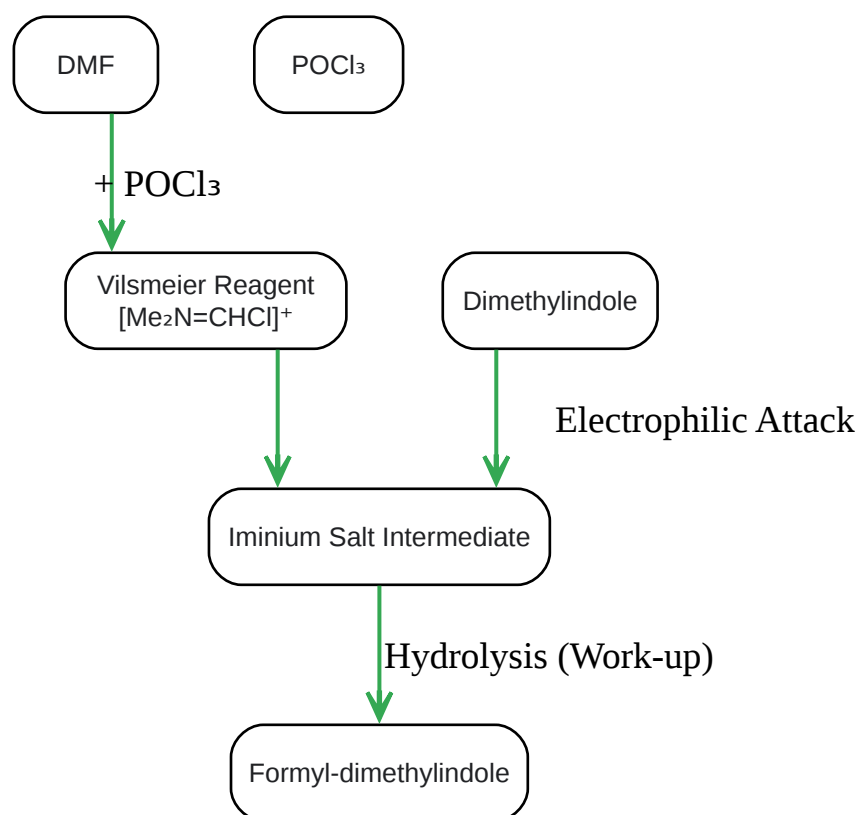 DMF
POCl₃
+ POCl₃
Vilsmeier Reagent
[Me₂N=CHCl]⁺
Dimethylindole
Electrophilic Attack
Iminium Salt Intermediate
Hydrolysis (Work-up)
Formyl-dimethylindole